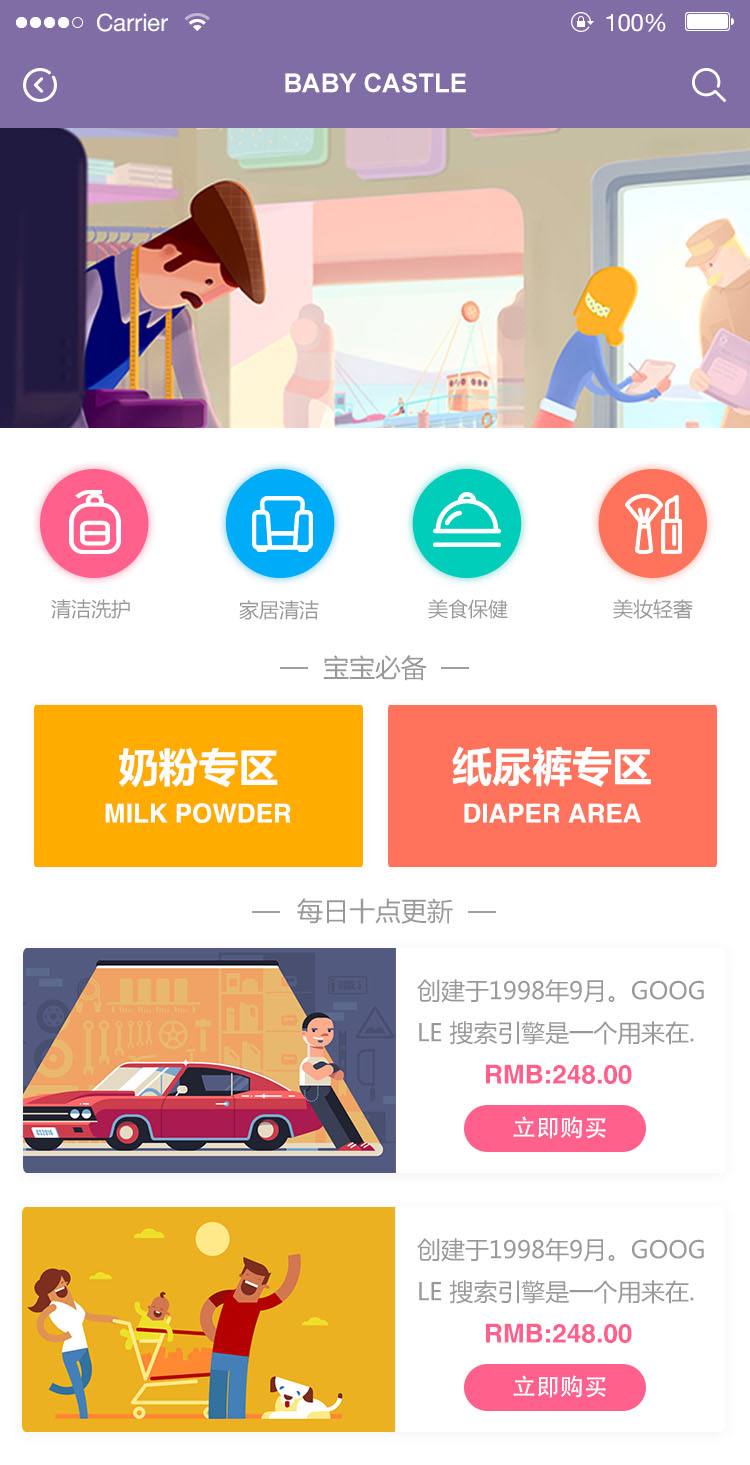 Carrier 100%
BABY CASTLE
清洁洗护 家居清洁 美食保健 美妆轻奢
— 宝宝必备 —
奶粉专区
MILK POWDER
纸尿裤专区
DIAPER AREA
— 每日十点更新 —
创建于1998年9月。GOOG
LE 搜索引擎是一个用来在.
RMB:248.00
立即购买
创建于1998年9月。GOOG
LE 搜索引擎是一个用来在.
RMB:248.00
立即购买